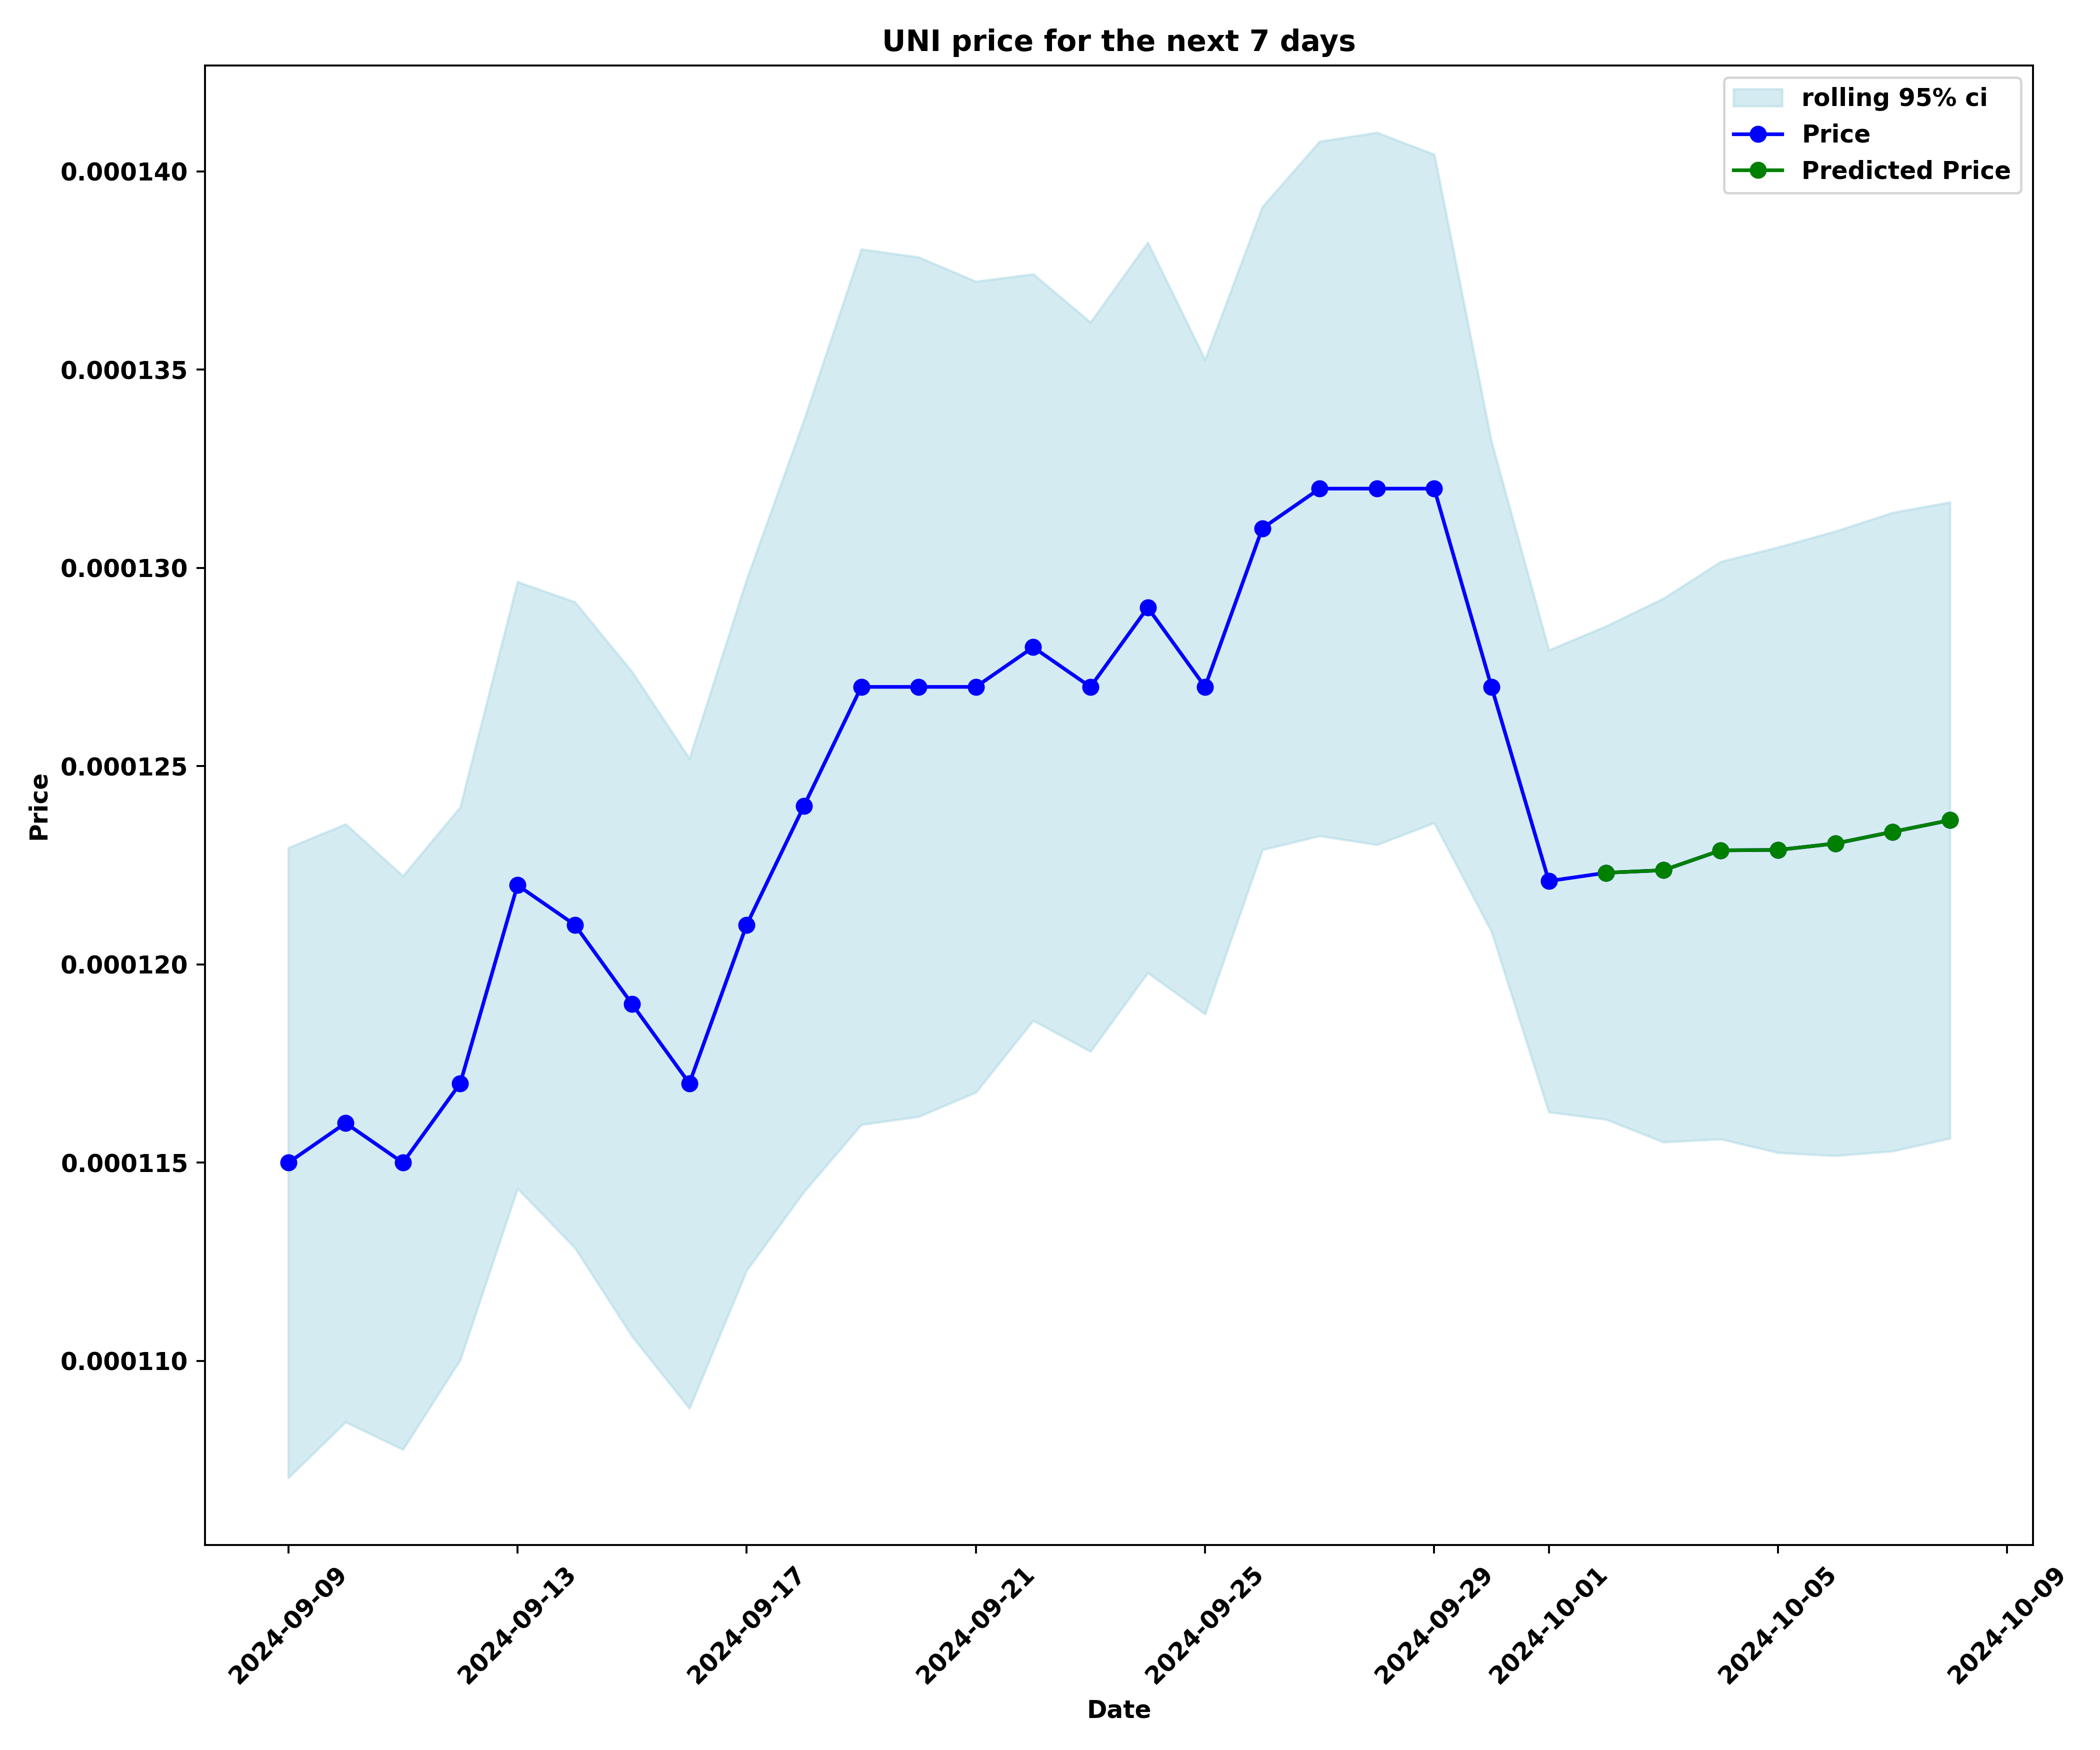 UNI price for the next 7 days
rolling 95% ci
Price
Predicted Price
0.000140
0.000135
0.000130
0.000125
0.000120
0.000115
0.000110
Price
2024-09-09
2024-09-13
2024-09-17
2024-09-21
2024-09-25
2024-09-29
2024-10-01
2024-10-05
2024-10-09
Date